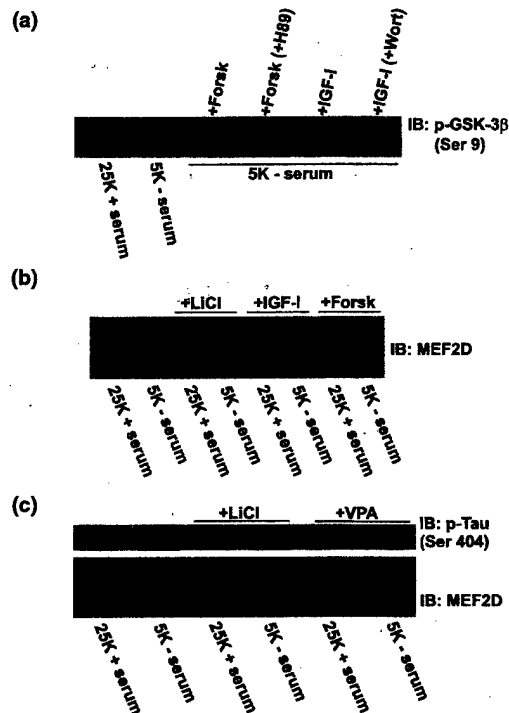 (a)
+Forsk
+Forsk (+H89)
+IGF-I
+IGF-I (+Wort)
IB: p-GSK-3β
(Ser 9)
25K + serum
5K - serum
5K - serum
(b)
+LiCl
+IGF-I
+Forsk
IB: MEF2D
25K + serum
5K - serum
25K + serum
5K - serum
25K + serum
5K - serum
25K + serum
5K - serum
(c)
+LiCl
+VPA
IB: p-Tau
(Ser 404)
IB: MEF2D
25K + serum
5K - serum
25K + serum
5K - serum
25K + serum
5K - serum